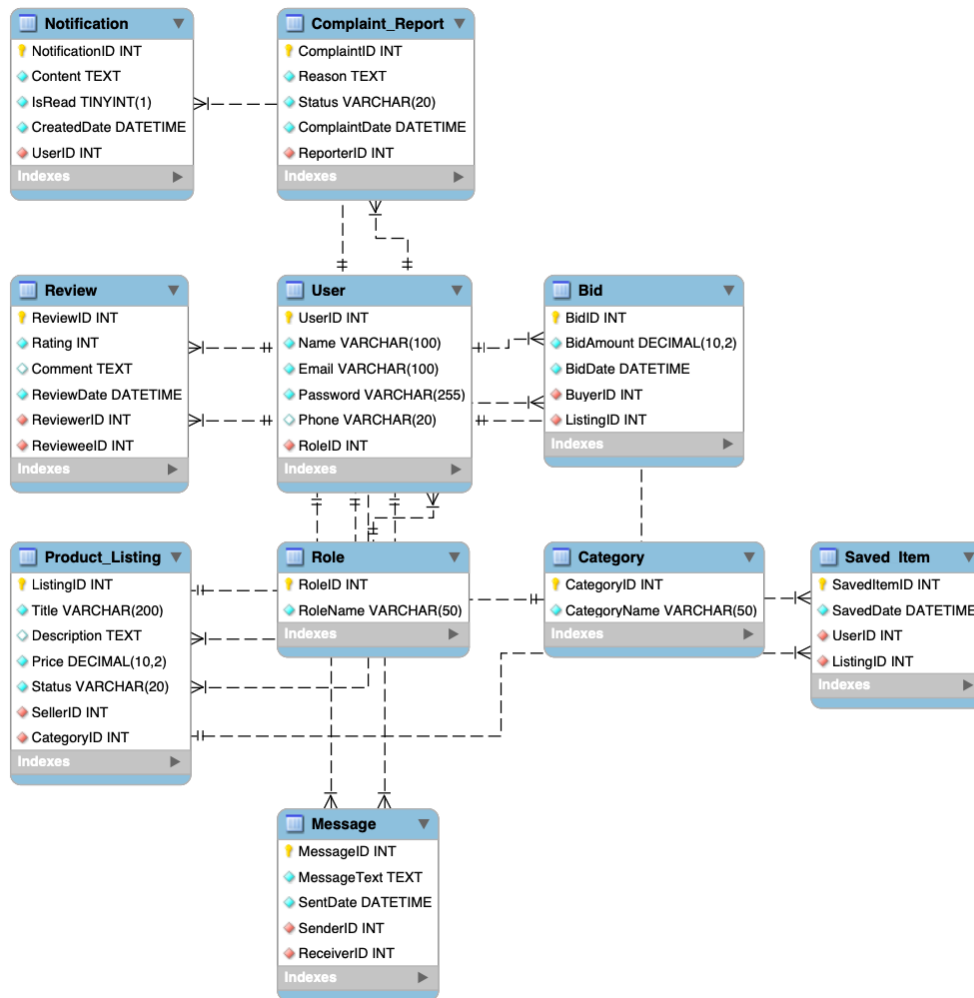 Notification
NotificationID INT
Content TEXT
IsRead TINYINT(1)
CreatedDate DATETIME
UserID INT
Indexes
Complaint_Report
ComplaintID INT
Reason TEXT
Status VARCHAR(20)
ComplaintDate DATETIME
ReporterID INT
Indexes
Review
ReviewID INT
Rating INT
Comment TEXT
ReviewDate DATETIME
ReviewerID INT
RevieweeID INT
Indexes
User
UserID INT
Name VARCHAR(100)
Email VARCHAR(100)
Password VARCHAR(255)
Phone VARCHAR(20)
RoleID INT
Indexes
Bid
BidID INT
BidAmount DECIMAL(10,2)
BidDate DATETIME
BuyerID INT
ListingID INT
Indexes
Product_Listing
ListingID INT
Title VARCHAR(200)
Description TEXT
Price DECIMAL(10,2)
Status VARCHAR(20)
SellerID INT
CategoryID INT
Indexes
Role
RoleID INT
RoleName VARCHAR(50)
Indexes
Category
CategoryID INT
CategoryName VARCHAR(50)
Indexes
Saved_Item
SavedItemID INT
SavedDate DATETIME
UserID INT
ListingID INT
Indexes
Message
MessageID INT
MessageText TEXT
SentDate DATETIME
SenderID INT
ReceiverID INT
Indexes